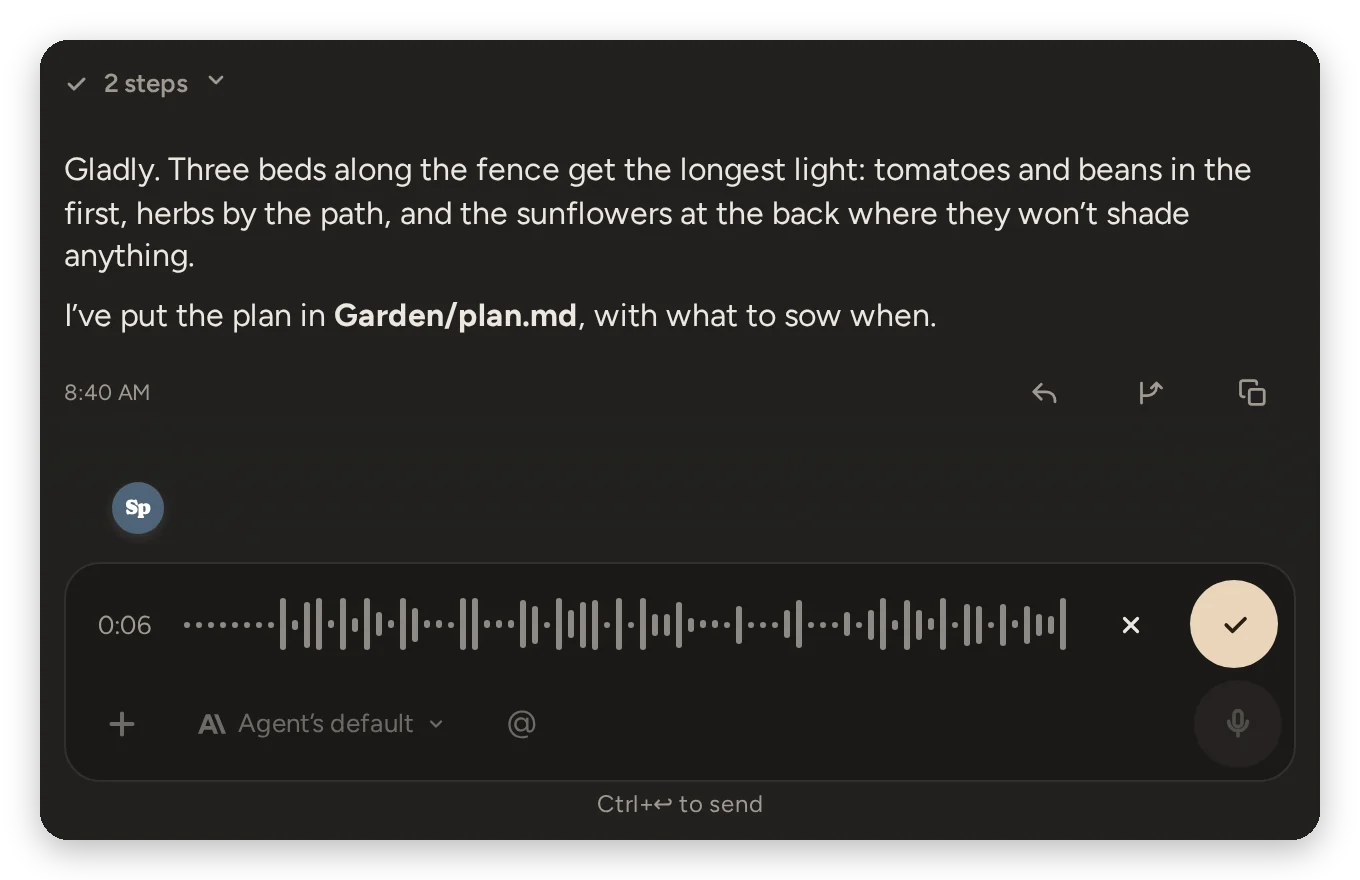 2 steps
Gladly. Three beds along the fence get the longest light: tomatoes and beans in the
first, herbs by the path, and the sunflowers at the back where they won’t shade
anything.
I’ve put the plan in Garden/plan.md, with what to sow when.
8:40 AM
Sp
0:06
Agent’s default
@
Ctrl+↩ to send